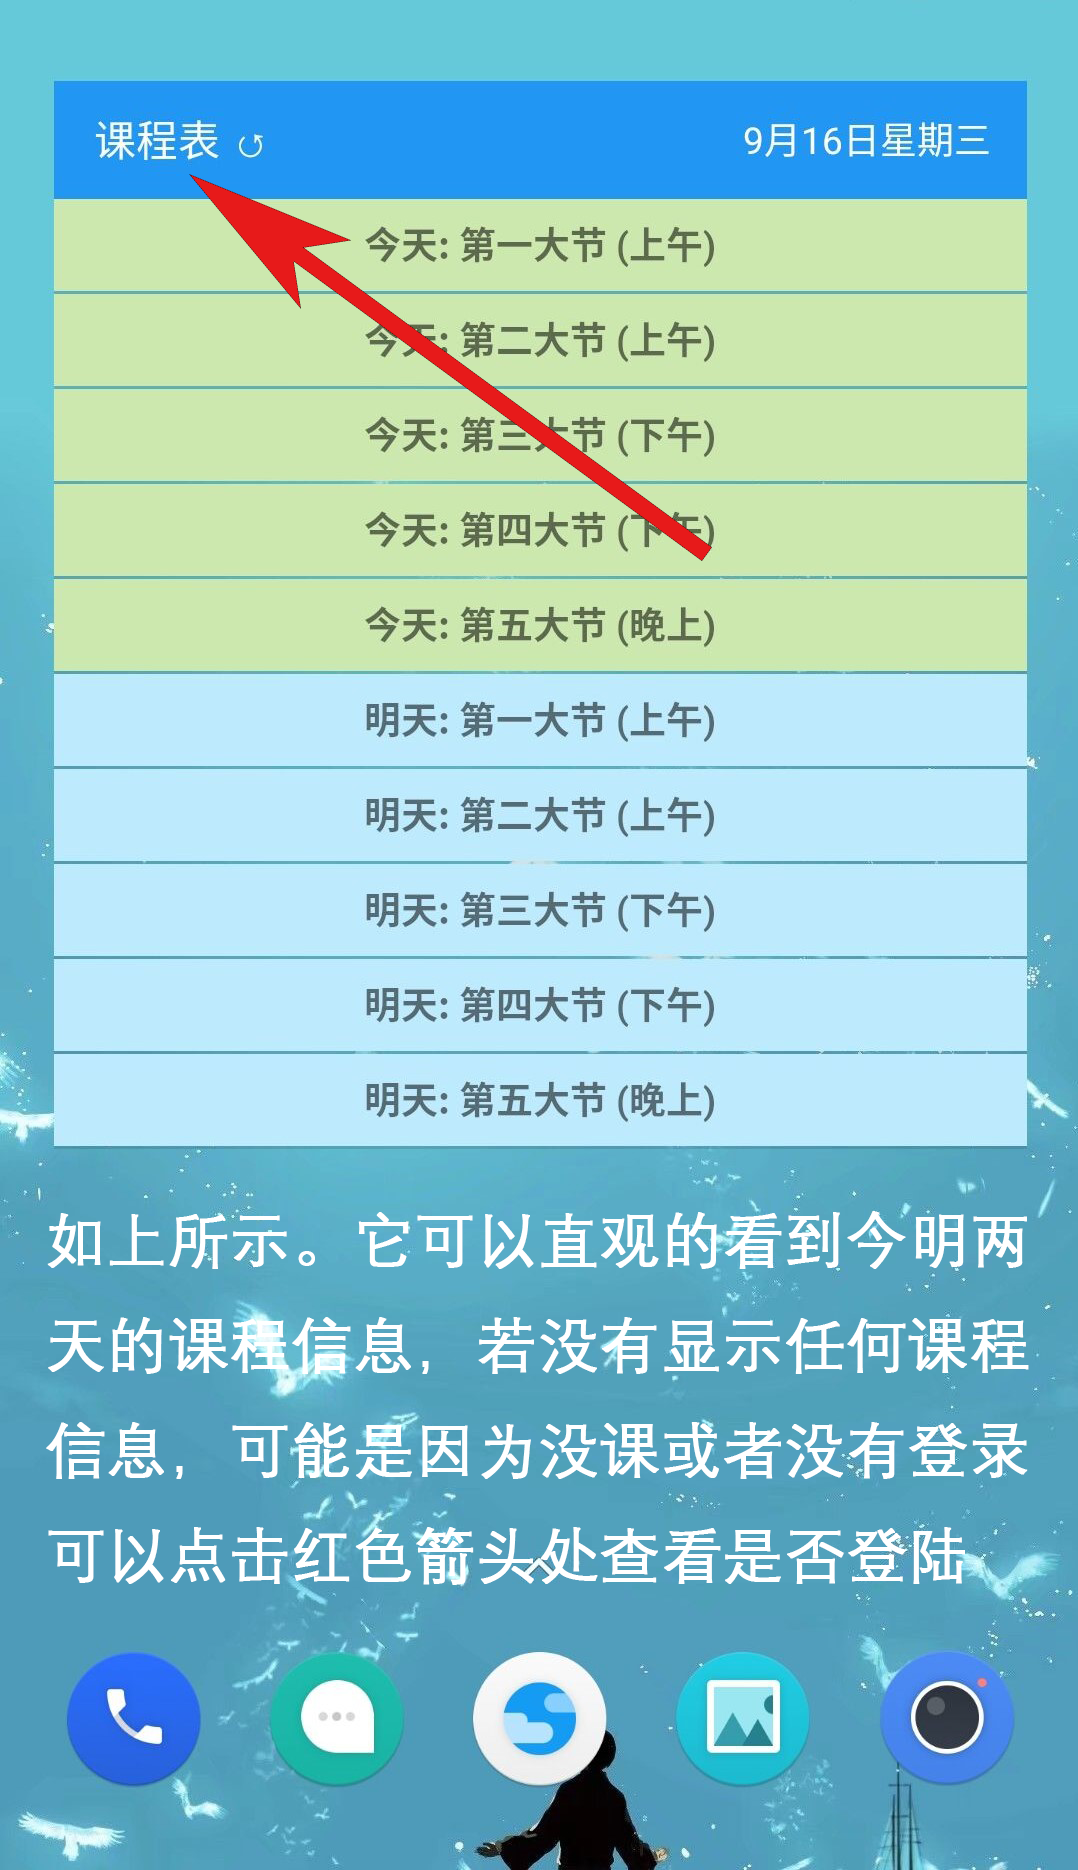 课程表
9月16日星期三
今天: 第一大节 (上午)
今天: 第二大节 (上午)
今天: 第三大节 (下午)
今天: 第四大节 (下午)
今天: 第五大节 (晚上)
明天: 第一大节 (上午)
明天: 第二大节 (上午)
明天: 第三大节 (下午)
明天: 第四大节 (下午)
明天: 第五大节 (晚上)
如上所示。它可以直观的看到今明两
天的课程信息，若没有显示任何课程
信息，可能是因为没课或者没有登录
可以点击红色箭头处查看是否登陆